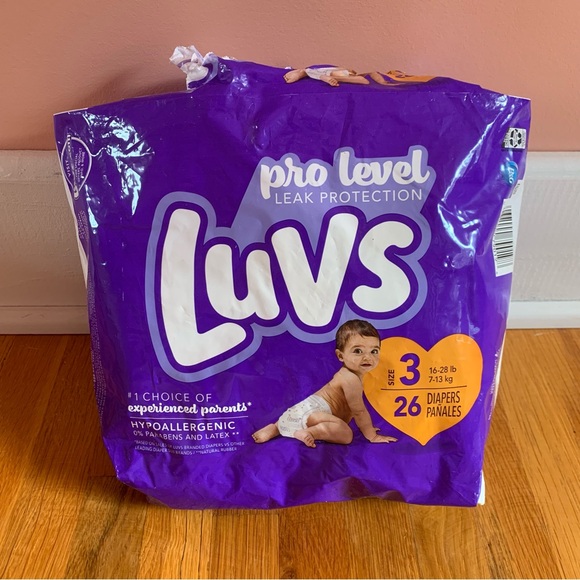 pro level
LEAK PROTECTION
Luvs
#1 CHOICE OF
experienced parents*
HYPOALLERGENIC
0% PARABENS AND LATEX **
SIZE 3
16-28 lb
7-13 kg
26 DIAPERS
PAÑALES